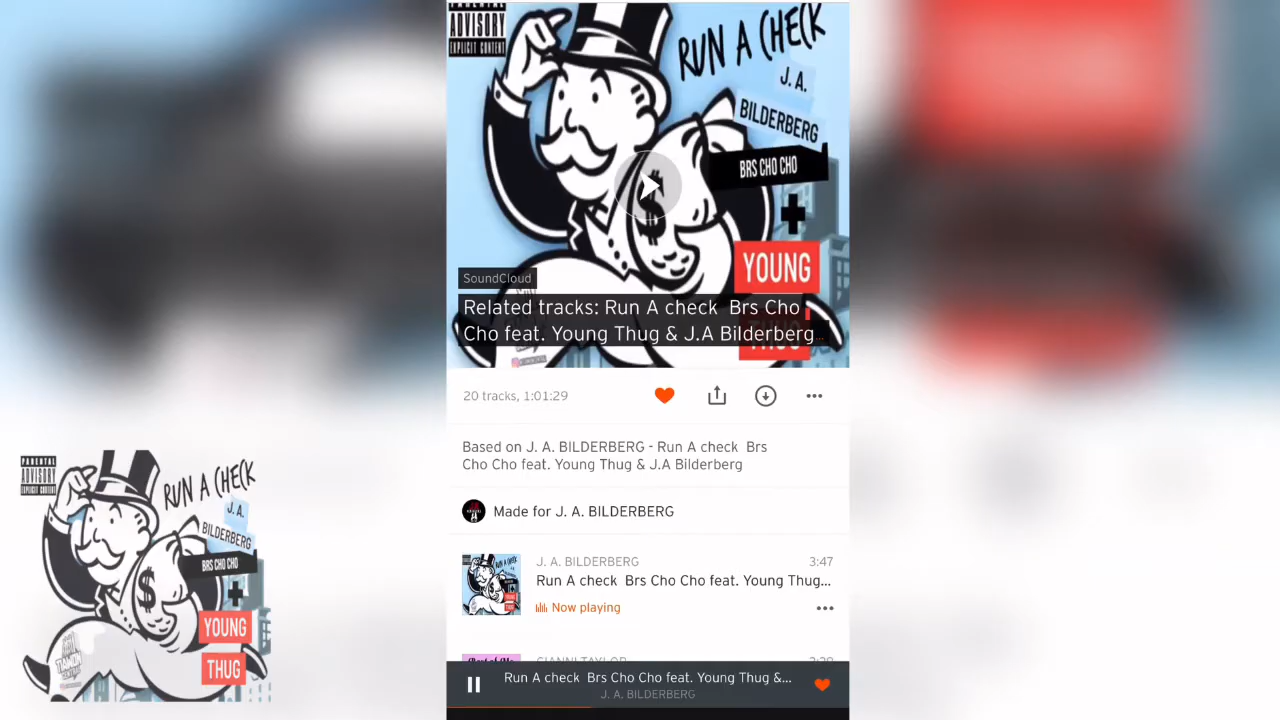 PARENTAL
ADVISORY
EXPLICIT CONTENT
RUN A CHECK
J. A.
BILDERBERG
BRS CHO CHO
+
YOUNG
THUG
SoundCloud
Related tracks: Run A check Brs Cho
Cho feat. Young Thug & J.A Bilderberg...
20 tracks, 1:01:29
Based on J. A. BILDERBERG - Run A check Brs
Cho Cho feat. Young Thug & J.A Bilderberg
Made for J. A. BILDERBERG
J. A. BILDERBERG 3:47
Run A check Brs Cho Cho feat. Young Thug...
Now playing
GIANNI TAYLOR
Run A check Brs Cho Cho feat. Young Thug &...
J. A. BILDERBERG
PARENTAL
ADVISORY
EXPLICIT CONTENT
RUN A CHECK
J. A.
BILDERBERG
BRS CHO CHO
+
YOUNG
THUG